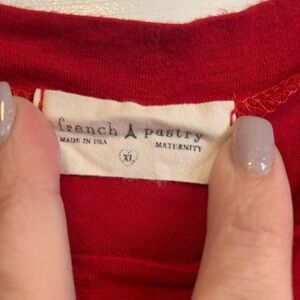 french pastry
MADE IN USA MATERNITY
XL